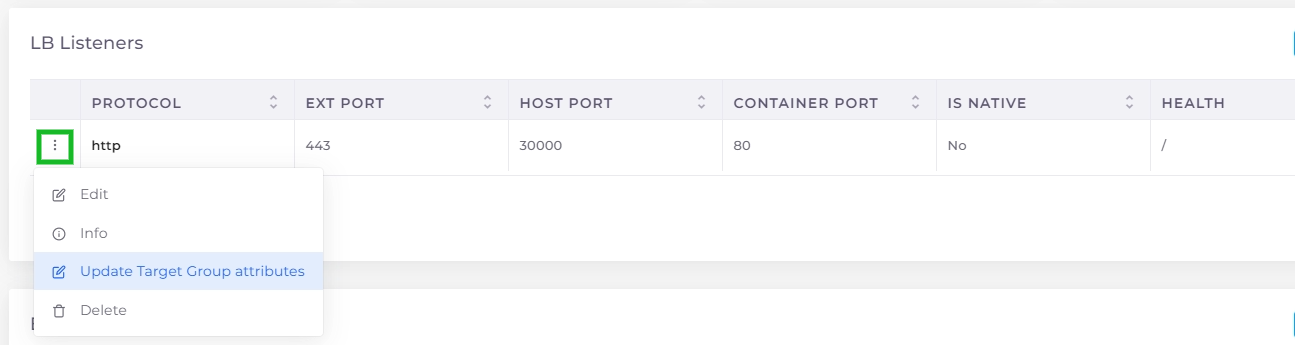 LB Listeners
PROTOCOL EXT PORT HOST PORT CONTAINER PORT IS NATIVE HEALTH
http 443 30000 80 No /
Edit
Info
Update Target Group attributes
Delete